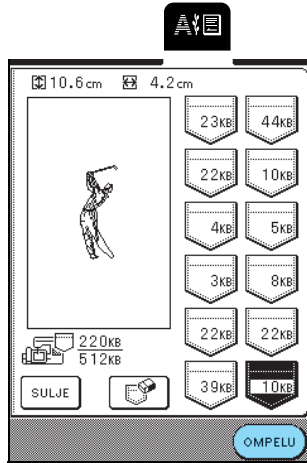 A
10.6cm 4.2cm
23KB 44KB
22KB 10KB
4KB 5KB
3KB 8KB
22KB 22KB
39KB 10KB
220KB
512KB
SULJE
OMPELU